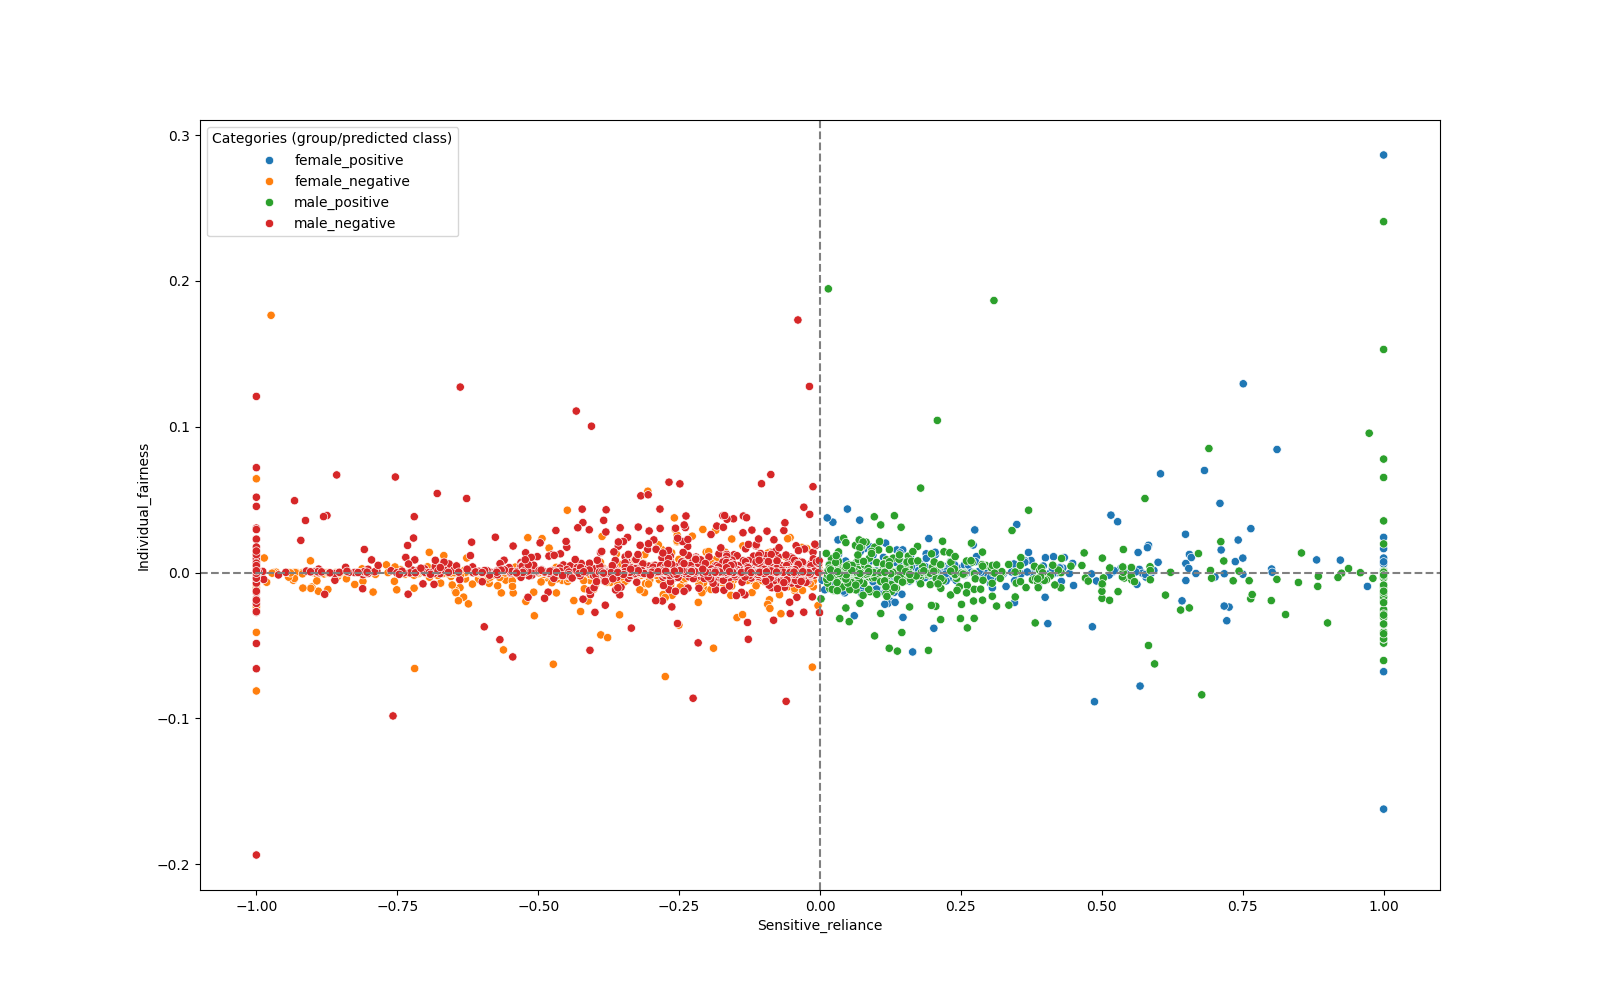 Categories (group/predicted class)
female_positive
female_negative
male_positive
male_negative
0.3
0.2
0.1
0.0
−0.1
−0.2
Individual_fairness
−1.00 −0.75 −0.50 −0.25 0.00 0.25 0.50 0.75 1.00
Sensitive_reliance